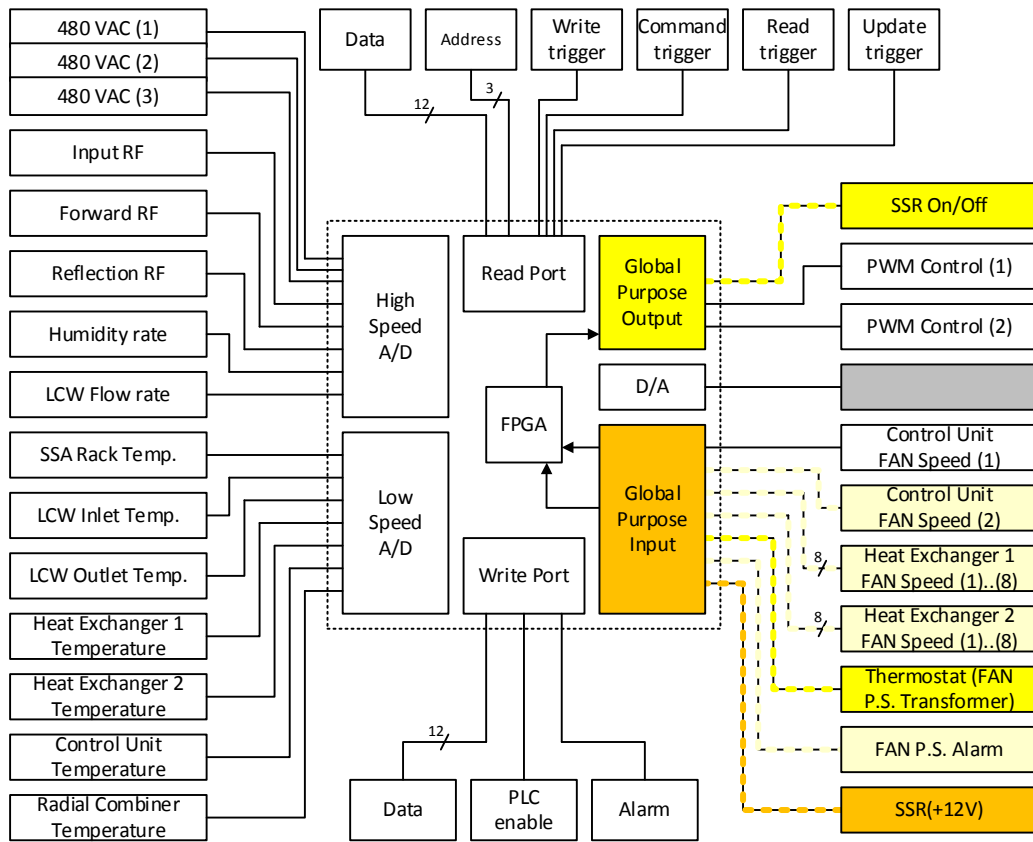 480 VAC (1)
480 VAC (2)
480 VAC (3)
Input RF
Forward RF
Reflection RF
Humidity rate
LCW Flow rate
SSA Rack Temp.
LCW Inlet Temp.
LCW Outlet Temp.
Heat Exchanger 1
Temperature
Heat Exchanger 2
Temperature
Control Unit
Temperature
Radial Combiner
Temperature
Data
Address
Write
trigger
Command
trigger
Read
trigger
Update
trigger
12
3
High
Speed
A/D
Read Port
Global
Purpose
Output
D/A
FPGA
Low
Speed
A/D
Write Port
Global
Purpose
Input
12
Data
PLC
enable
Alarm
SSR On/Off
PWM Control (1)
PWM Control (2)
Control Unit
FAN Speed (1)
Control Unit
FAN Speed (2)
8
Heat Exchanger 1
FAN Speed (1)..(8)
8
Heat Exchanger 2
FAN Speed (1)..(8)
Thermostat (FAN
P.S. Transformer)
FAN P.S. Alarm
SSR(+12V)